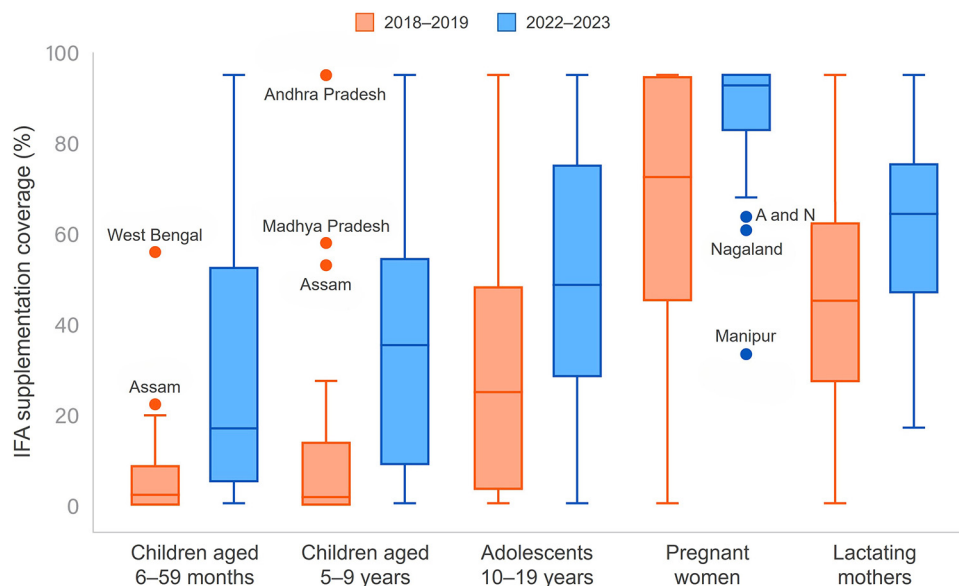 2018–2019 2022–2023
IFA supplementation coverage (%)
100
80
60
40
20
0
West Bengal
Assam
Andhra Pradesh
Madhya Pradesh
Assam
A and N
Nagaland
Manipur
Children aged
6–59 months
Children aged
5–9 years
Adolescents
10–19 years
Pregnant
women
Lactating
mothers